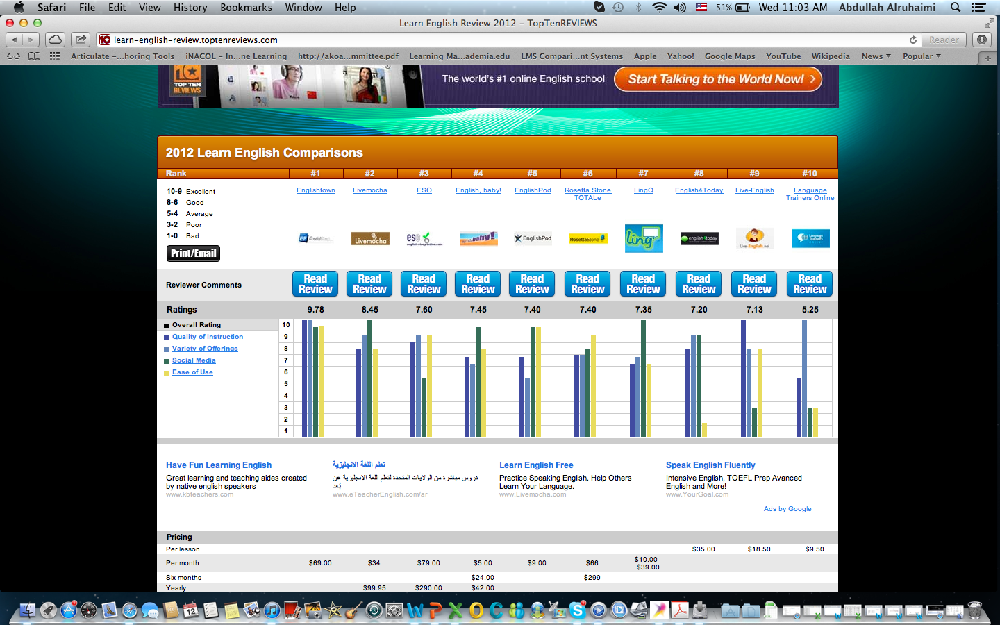 Safari File Edit View History Bookmarks Window Help 51% Wed 11:03 AM Abdullah Alruhaimi
Learn English Review 2012 – TopTenREVIEWS
learn-english-review.toptenreviews.com Reader
Articulate – ...horing Tools iNACOL – In...ne Learning http://akoa...mmittee.pdf Learning Ma...ademia.edu LMS Compari...nt Systems Apple Yahoo! Google Maps YouTube Wikipedia News Popular
TOP TEN
REVIEWS
The world's #1 online English school
Start Talking to the World Now!
2012 Learn English Comparisons
Rank #1 #2 #3 #4 #5 #6 #7 #8 #9 #10
Englishtown Livemocha ESO English, baby! EnglishPod Rosetta Stone TOTALe LingQ English4Today Live-English Language Trainers Online
10-9 Excellent
8-6 Good
5-4 Average
3-2 Poor
1-0 Bad
EF Livemocha eso baby! EnglishPod RosettaStone ling english4today Live-English.net
Print/Email
Reviewer Comments
Read Review Read Review Read Review Read Review Read Review Read Review Read Review Read Review Read Review Read Review
Ratings 9.78 8.45 7.60 7.45 7.40 7.40 7.35 7.20 7.13 5.25
Overall Rating
Quality of Instruction
Variety of Offerings
Social Media
Ease of Use
10
9
8
7
6
5
4
3
2
1
Have Fun Learning English
Great learning and teaching aides created
by native english speakers
www.kbteachers.com
تعلم اللغة الانجليزية
دروس مباشرة من الولايات المتحدة لتعلم اللغة الانجليزية عن
بُعد
www.eTeacherEnglish.com/ar
Learn English Free
Practice Speaking English. Help Others
Learn Your Language.
www.Livemocha.com
Speak English Fluently
Intensive English, TOEFL Prep Avanced
English and More!
www.YourGoal.com
Ads by Google
Pricing
Per lesson $35.00 $18.50 $9.50
Per month $69.00 $34 $79.00 $5.00 $9.00 $66 $10.00 - $39.00
Six months $24.00 $299
Yearly $99.95 $290.00 $42.00